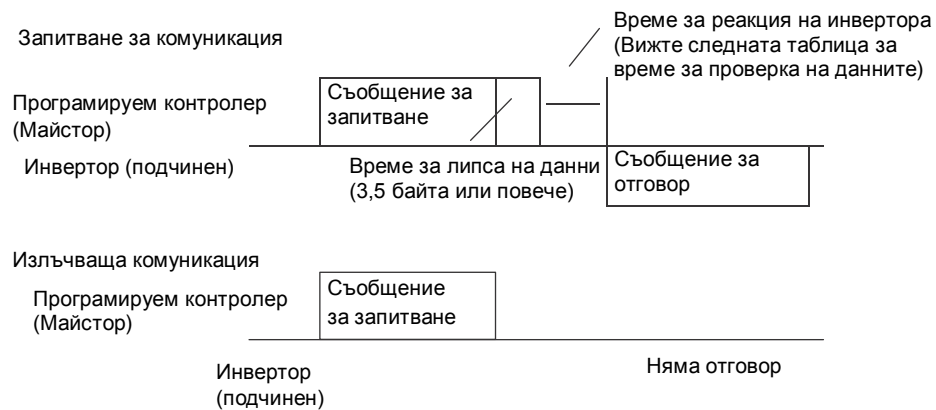 Запитване за комуникация
Време за реакция на инвертора
(Вижте следната таблица за
време за проверка на данните)
Програмируем контролер
(Майстор)
Съобщение за
запитване
Инвертор (подчинен)
Време за липса на данни
(3,5 байта или повече)
Съобщение за
отговор
Излъчваща комуникация
Програмируем контролер
(Майстор)
Съобщение
за запитване
Инвертор
(подчинен)
Няма отговор